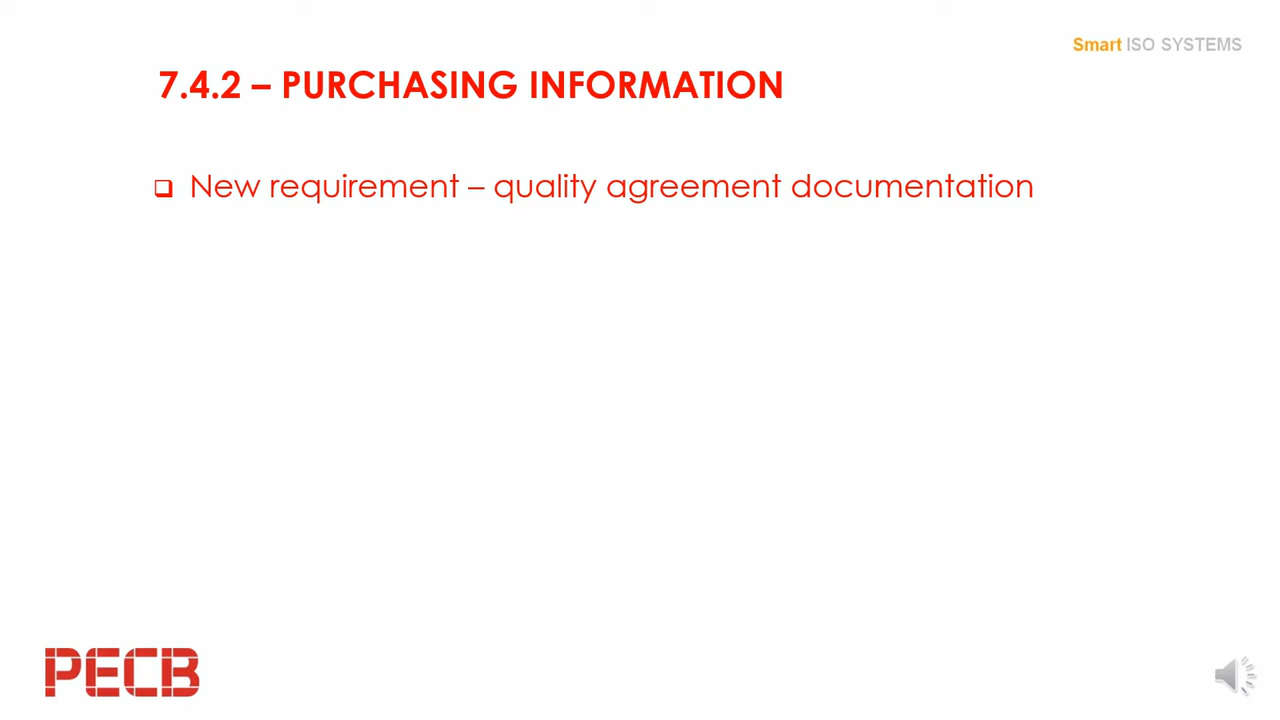 Smart ISO SYSTEMS
7.4.2 – PURCHASING INFORMATION
New requirement – quality agreement documentation
PECB